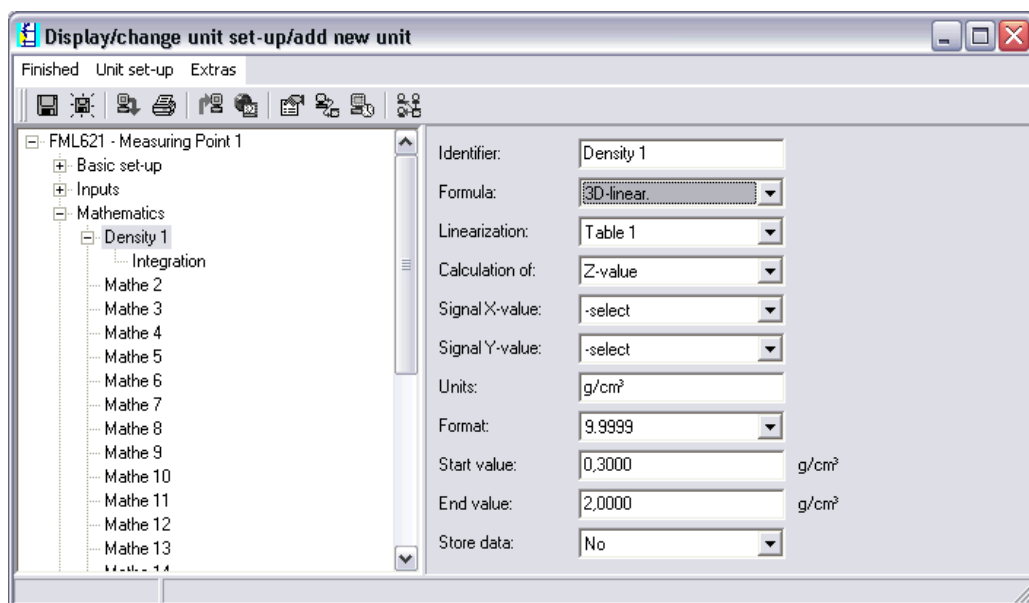 Display/change unit set-up/add new unit
Finished Unit set-up Extras
FML621 - Measuring Point 1
Basic set-up
Inputs
Mathematics
Density 1
Integration
Mathe 2
Mathe 3
Mathe 4
Mathe 5
Mathe 6
Mathe 7
Mathe 8
Mathe 9
Mathe 10
Mathe 11
Mathe 12
Mathe 13
Mathe 14
Identifier: Density 1
Formula: 3D-linear.
Linearization: Table 1
Calculation of: Z-value
Signal X-value: -select
Signal Y-value: -select
Units: g/cm³
Format: 9.9999
Start value: 0,3000 g/cm³
End value: 2,0000 g/cm³
Store data: No